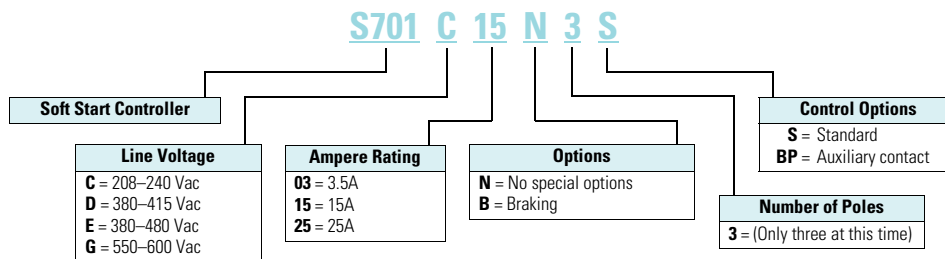 S701 C 15 N 3 S
Soft Start Controller
Line Voltage
C = 208–240 Vac
D = 380–415 Vac
E = 380–480 Vac
G = 550–600 Vac
Ampere Rating
03 = 3.5A
15 = 15A
25 = 25A
Options
N = No special options
B = Braking
Number of Poles
3 = (Only three at this time)
Control Options
S = Standard
BP = Auxiliary contact